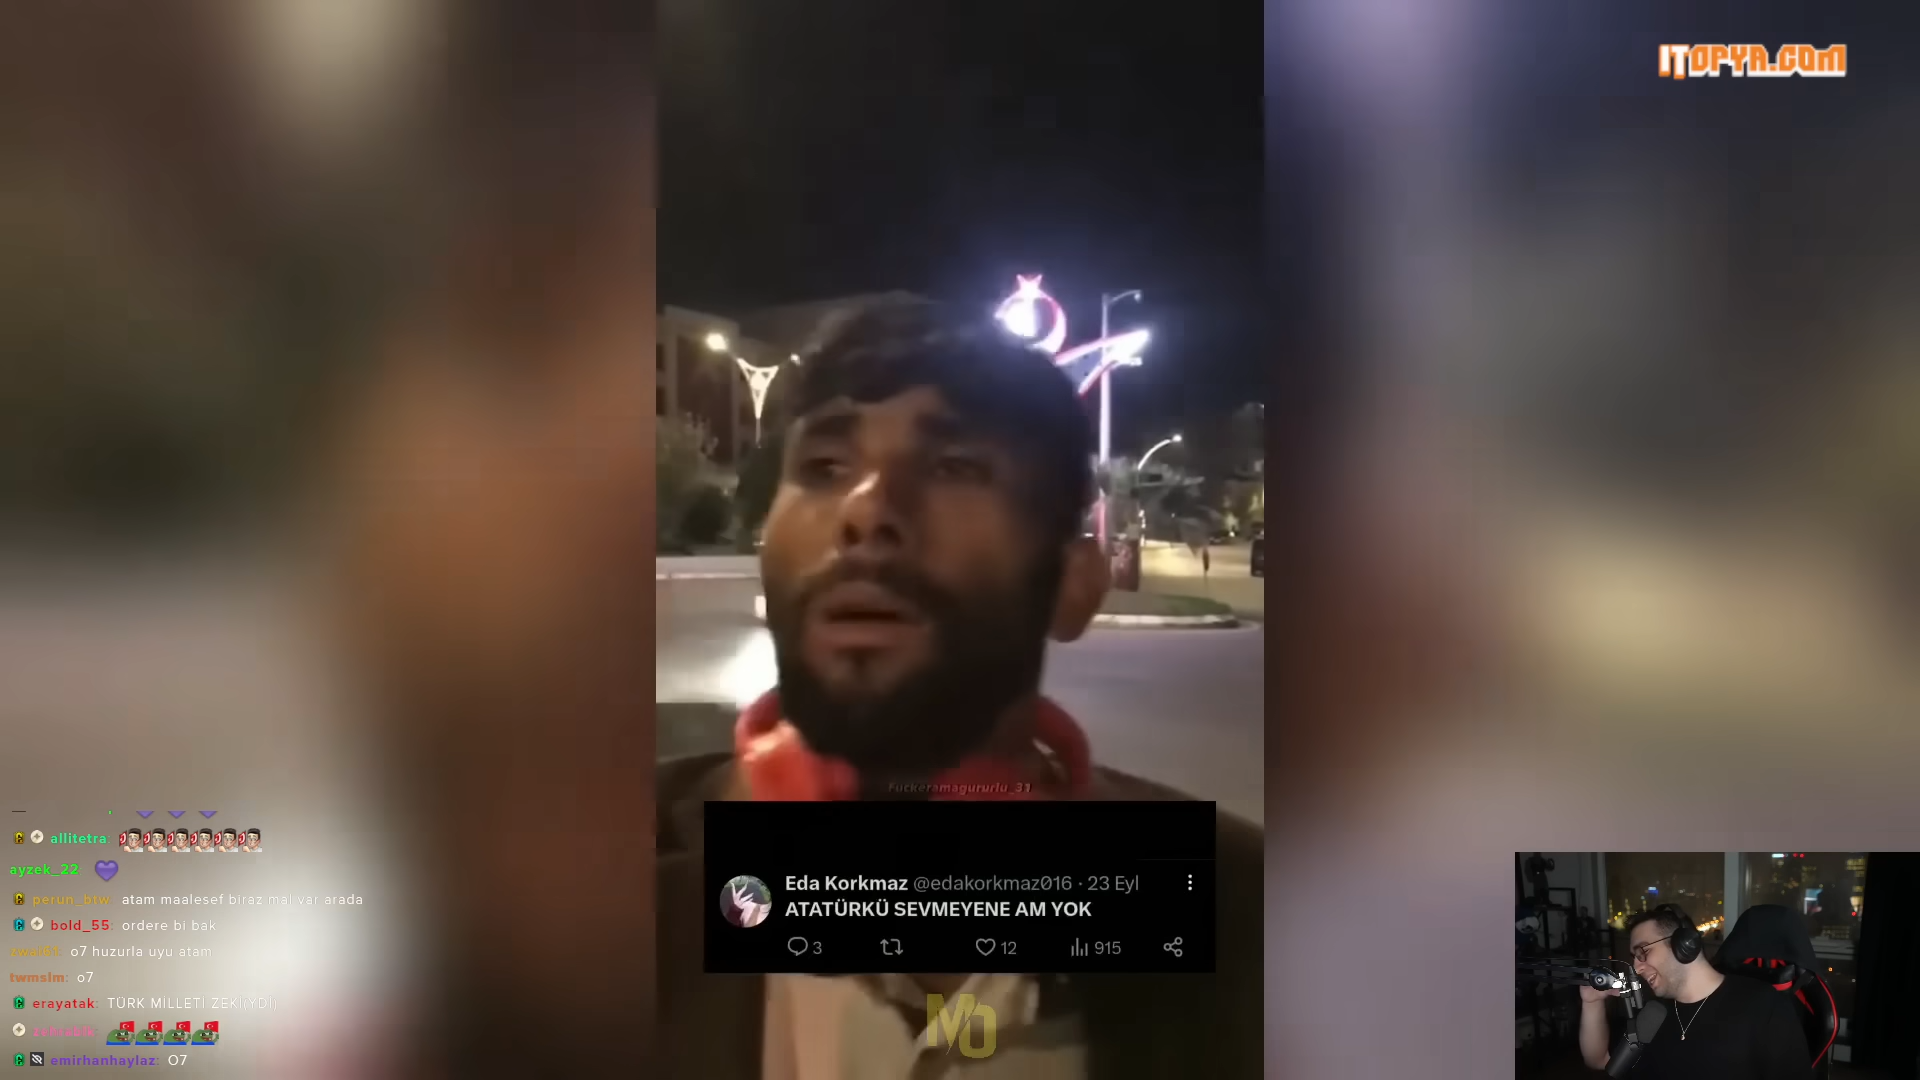 ITOPYA.COM
Fuckeramagururlu_31
Eda Korkmaz @edakorkmaz016 · 23 Eyl
ATATÜRKÜ SEVMEYENE AM YOK
3 12 915
MO
allitetra:
ayzek_22
perun_btw: atam maalesef biraz mal var arada
bold_55: ordere bi bak
o7 huzurla uyu atam
twmslm: o7
erayatak: TÜRK MİLLETİ ZEKİ(YDİ)
emirhanhaylaz: O7